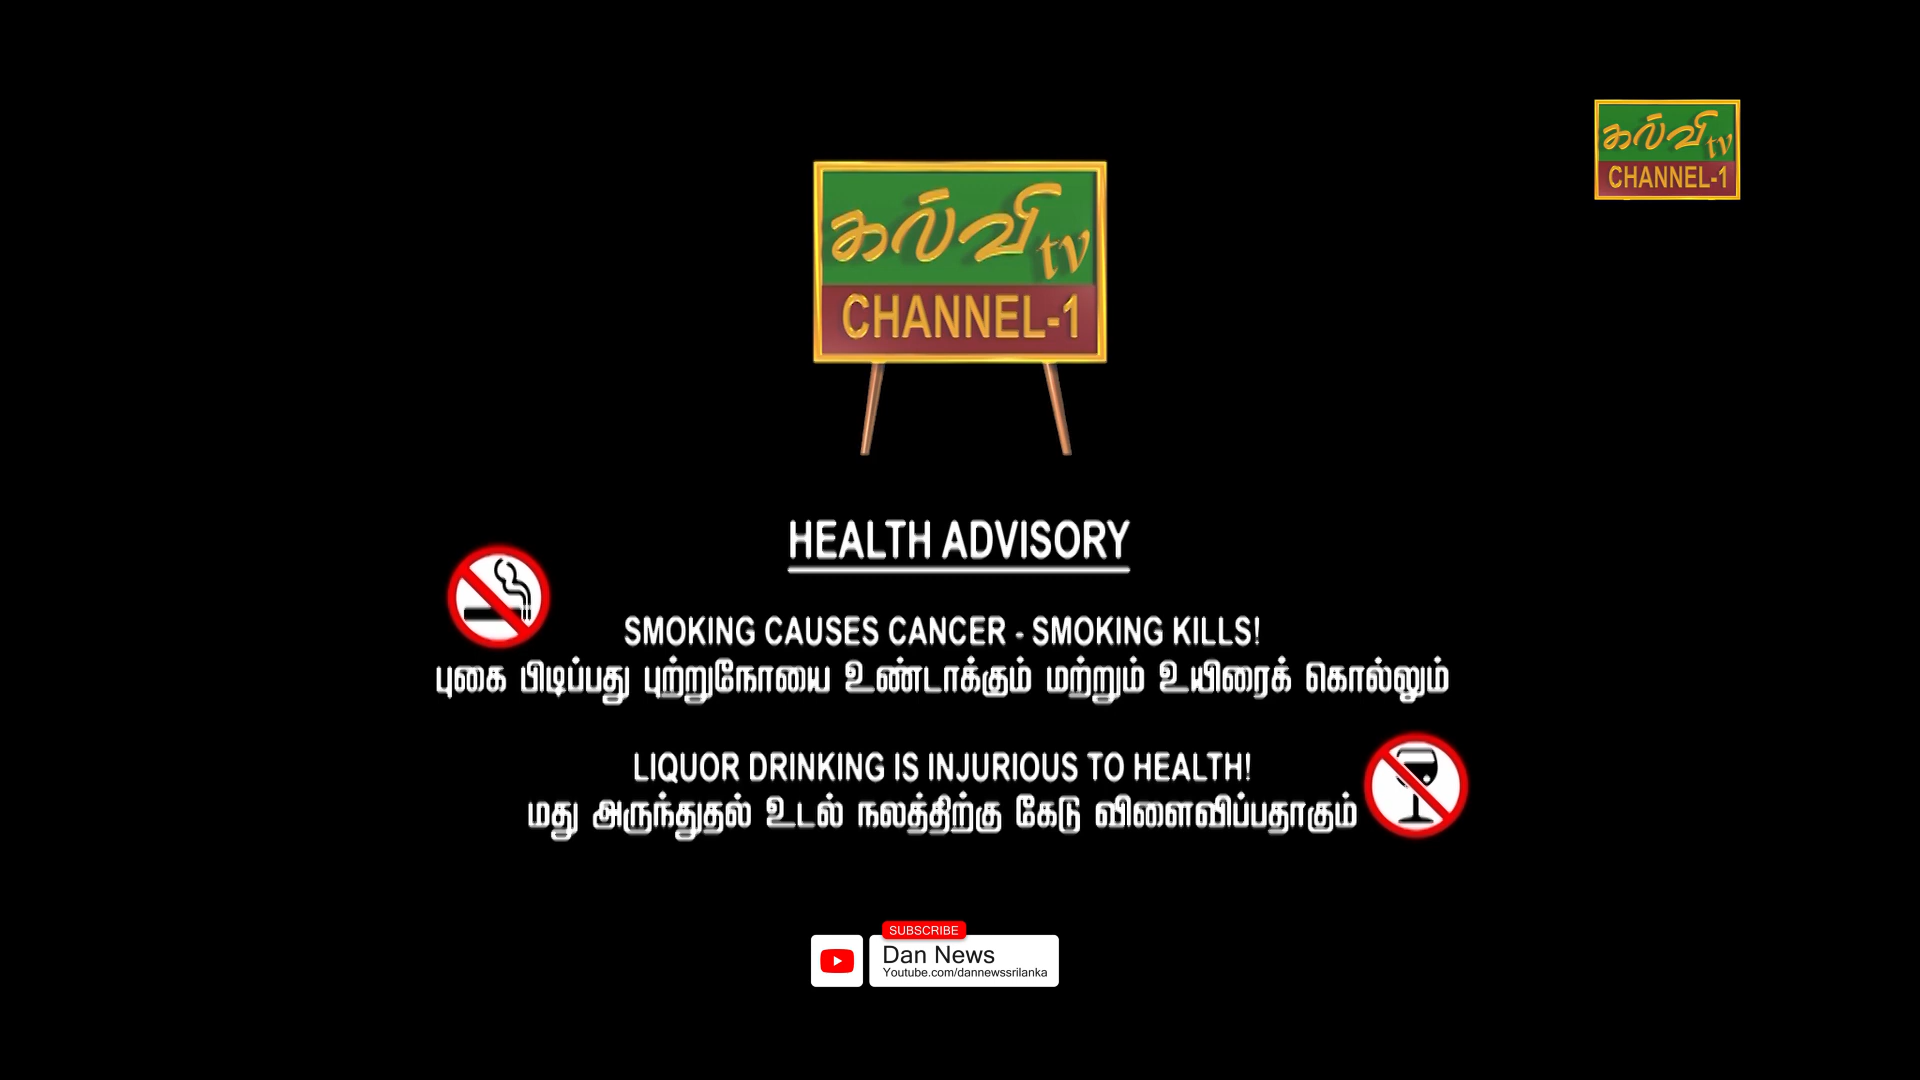 கல்வி tv
CHANNEL-1
கல்வி tv
CHANNEL-1
HEALTH ADVISORY
SMOKING CAUSES CANCER - SMOKING KILLS!
புகை பிடிப்பது புற்றுநோயை உண்டாக்கும் மற்றும் உயிரைக் கொல்லும்
LIQUOR DRINKING IS INJURIOUS TO HEALTH!
மது அருந்துதல் உடல் நலத்திற்கு கேடு விளைவிப்பதாகும்
SUBSCRIBE
Dan News
Youtube.com/dannewssrilanka